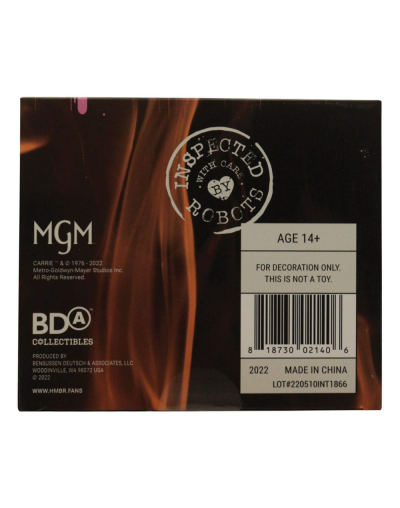 INSPECTED
WITH CARE
BY
ROBOTS
MGM
CARRIE ™ & © 1976 - 2022
Metro-Goldwyn-Mayer Studios Inc.
All Rights Reserved.
BDA
COLLECTIBLES
PRODUCED BY
BENSUSSEN DEUTSCH & ASSOCIATES, LLC
WOODINVILLE, WA 98072 USA
© 2022
WWW.HMBR.FANS
AGE 14+
FOR DECORATION ONLY.
THIS IS NOT A TOY.
8 18730 02140 6
2022 MADE IN CHINA
LOT#220510INT1866